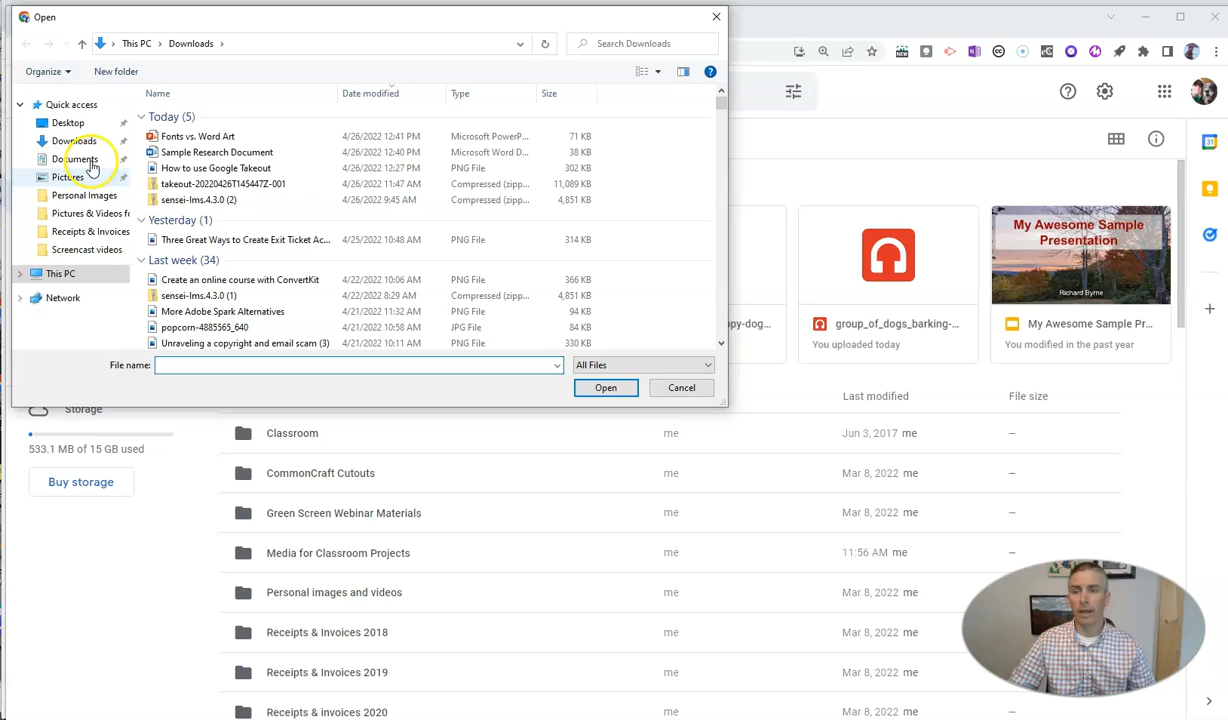 Open
This PC > Downloads >
Search Downloads
Organize
New folder
Name
Date modified
Type
Size
Quick access
Desktop
Downloads
Documents
Pictures
Personal Images
Pictures & Videos fo
Receipts & Invoices
Screencast videos
This PC
Network
Today (5)
Fonts vs. Word Art 4/26/2022 12:41 PM Microsoft PowerP... 71 KB
Sample Research Document 4/26/2022 12:40 PM Microsoft Word D... 38 KB
How to use Google Takeout 4/26/2022 12:27 PM PNG File 302 KB
takeout-20220426T145447Z-001 4/26/2022 11:47 AM Compressed (zipp... 11,089 KB
sensei-lms.4.3.0 (2) 4/26/2022 9:45 AM Compressed (zipp... 4,851 KB
Yesterday (1)
Three Great Ways to Create Exit Ticket Ac... 4/25/2022 10:48 AM PNG File 314 KB
Last week (34)
Create an online course with ConvertKit 4/22/2022 10:06 AM PNG File 366 KB
sensei-lms.4.3.0 (1) 4/22/2022 8:29 AM Compressed (zipp... 4,851 KB
More Adobe Spark Alternatives 4/21/2022 11:32 AM PNG File 94 KB
popcorn-4885565_640 4/21/2022 10:58 AM JPG File 84 KB
Unraveling a copyright and email scam (3) 4/21/2022 10:11 AM PNG File 330 KB
File name:
All Files
Open
Cancel
My Awesome Sample
Presentation
Richard Byrne
ppy-dog...
group_of_dogs_barking-...
You uploaded today
My Awesome Sample Pr...
You modified in the past year
Storage
533.1 MB of 15 GB used
Buy storage
Last modified
File size
Classroom me Jun 3, 2017 me –
CommonCraft Cutouts me Mar 8, 2022 me –
Green Screen Webinar Materials me Mar 8, 2022 me –
Media for Classroom Projects me 11:56 AM me –
Personal images and videos me Mar 8, 2022 me
Receipts & Invoices 2018 me Mar 8, 2022 me
Receipts & Invoices 2019 me Mar 8, 2022 me
Receipts & invoices 2020 me Mar 8, 2022 me